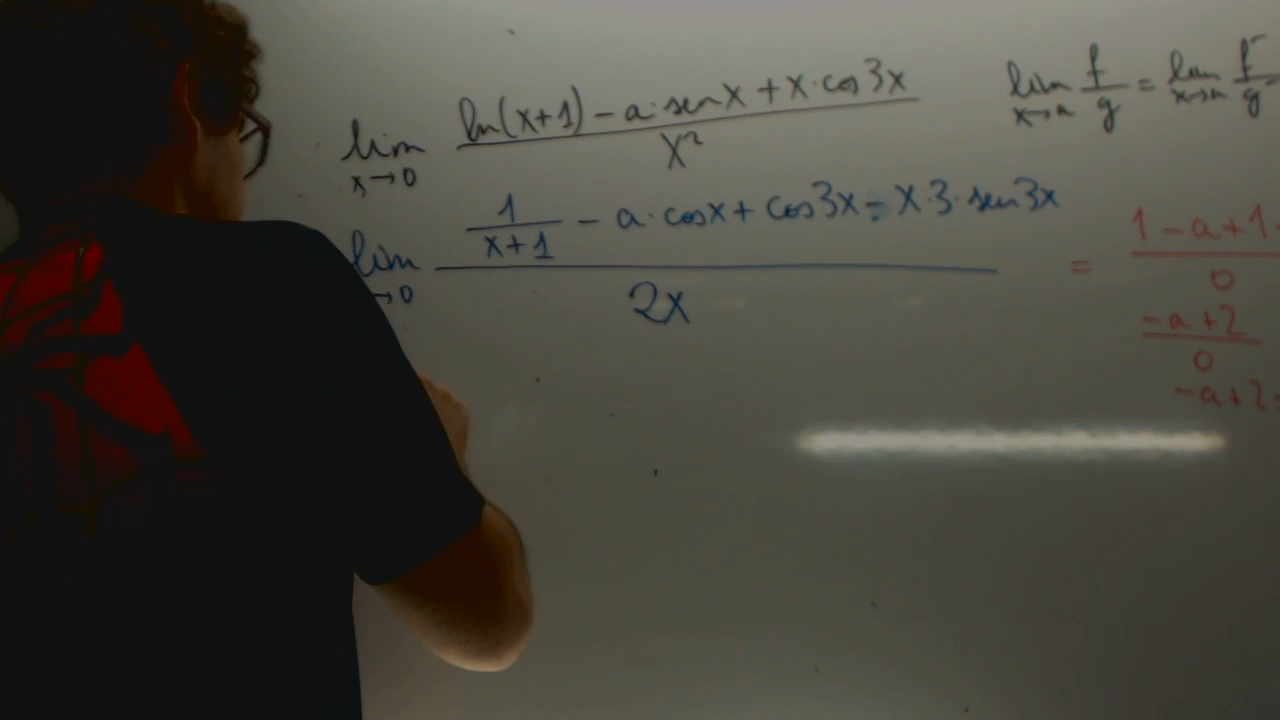 lim x→0 ln(x+1) - a·senx + x·cos3x / x²
lim x→a f/g = lim x→a f'/g'
lim x→0 1/(x+1) - a·cosx + cos3x - x·3·sen3x / 2x
= 1-a+1 / 0
-a+2 / 0
-a+2=